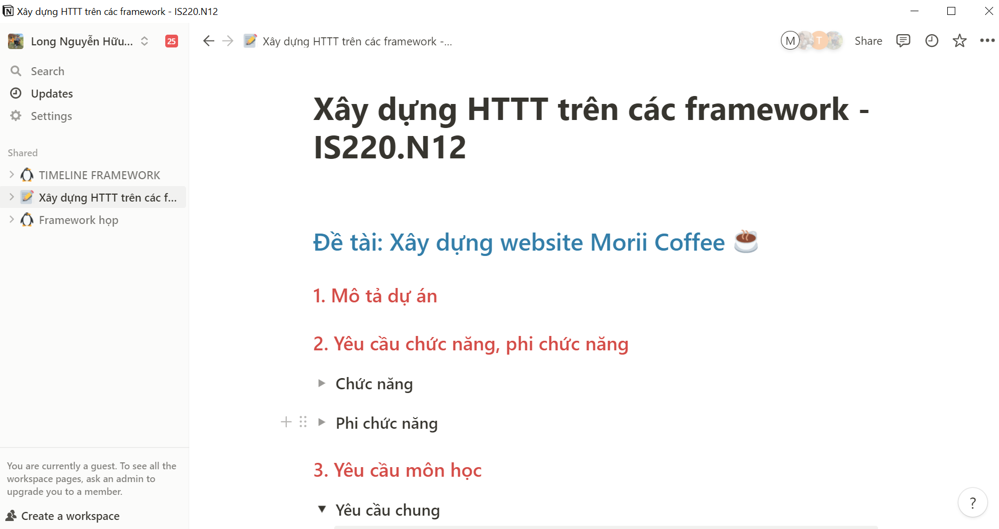 Xây dựng HTTT trên các framework - IS220.N12
Long Nguyễn Hữu...
25
Xây dựng HTTT trên các framework -...
M
T
Share
Search
Updates
Settings
Shared
TIMELINE FRAMEWORK
Xây dựng HTTT trên các f...
Framework họp
You are currently a guest. To see all the
workspace pages, ask an admin to
upgrade you to a member.
Create a workspace
Xây dựng HTTT trên các framework -
IS220.N12
Đề tài: Xây dựng website Morii Coffee ☕
1. Mô tả dự án
2. Yêu cầu chức năng, phi chức năng
Chức năng
Phi chức năng
3. Yêu cầu môn học
Yêu cầu chung
?